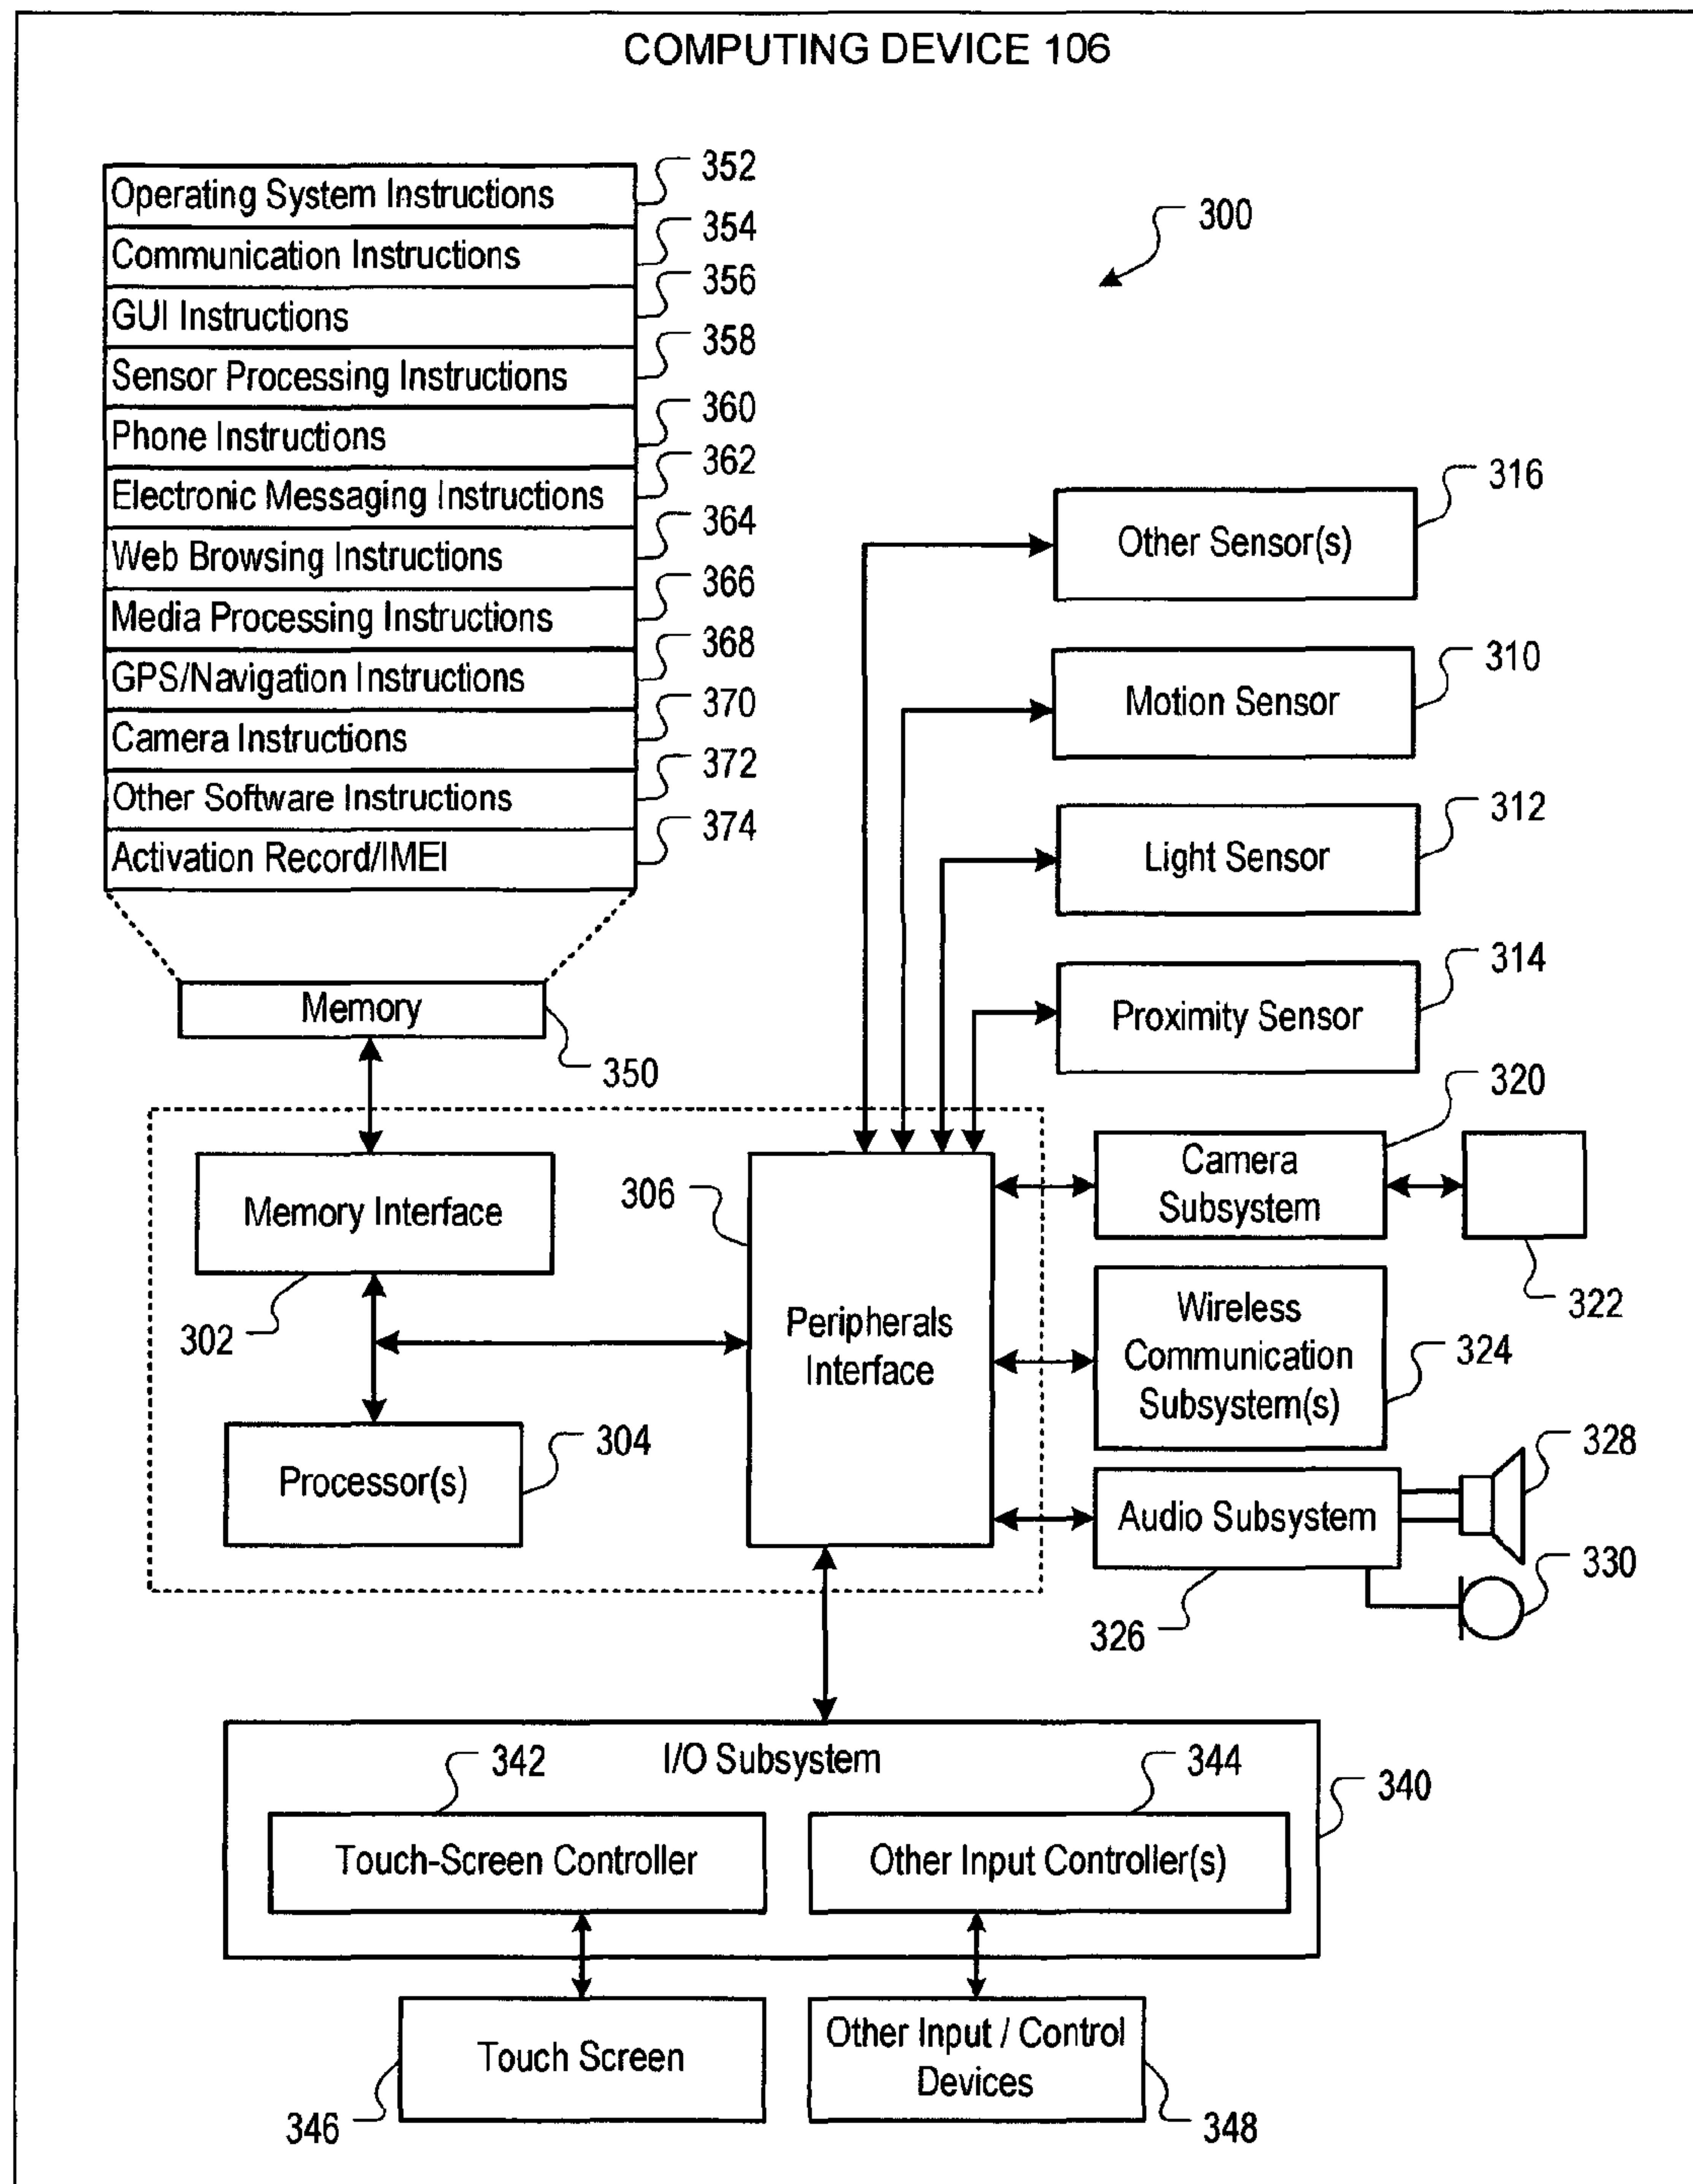 COMPUTING DEVICE 106
352
Operating System Instructions
354
Communication Instructions
356
GUI Instructions
358
Sensor Processing Instructions
360
Phone Instructions
362
Electronic Messaging Instructions
364
Web Browsing Instructions
366
Media Processing Instructions
368
GPS/Navigation Instructions
370
Camera Instructions
372
Other Software Instructions
374
Activation Record/IMEI
300
Memory
350
316
Other Sensor(s)
310
Motion Sensor
312
Light Sensor
314
Proximity Sensor
320
Camera
Subsystem
322
Memory Interface
302
306
Peripherals
Interface
Wireless
Communication
Subsystem(s)
324
304
Processor(s)
Audio Subsystem
328
330
326
I/O Subsystem
342
344
340
Touch-Screen Controller
Other Input Controller(s)
Touch Screen
346
Other Input / Control
Devices
348